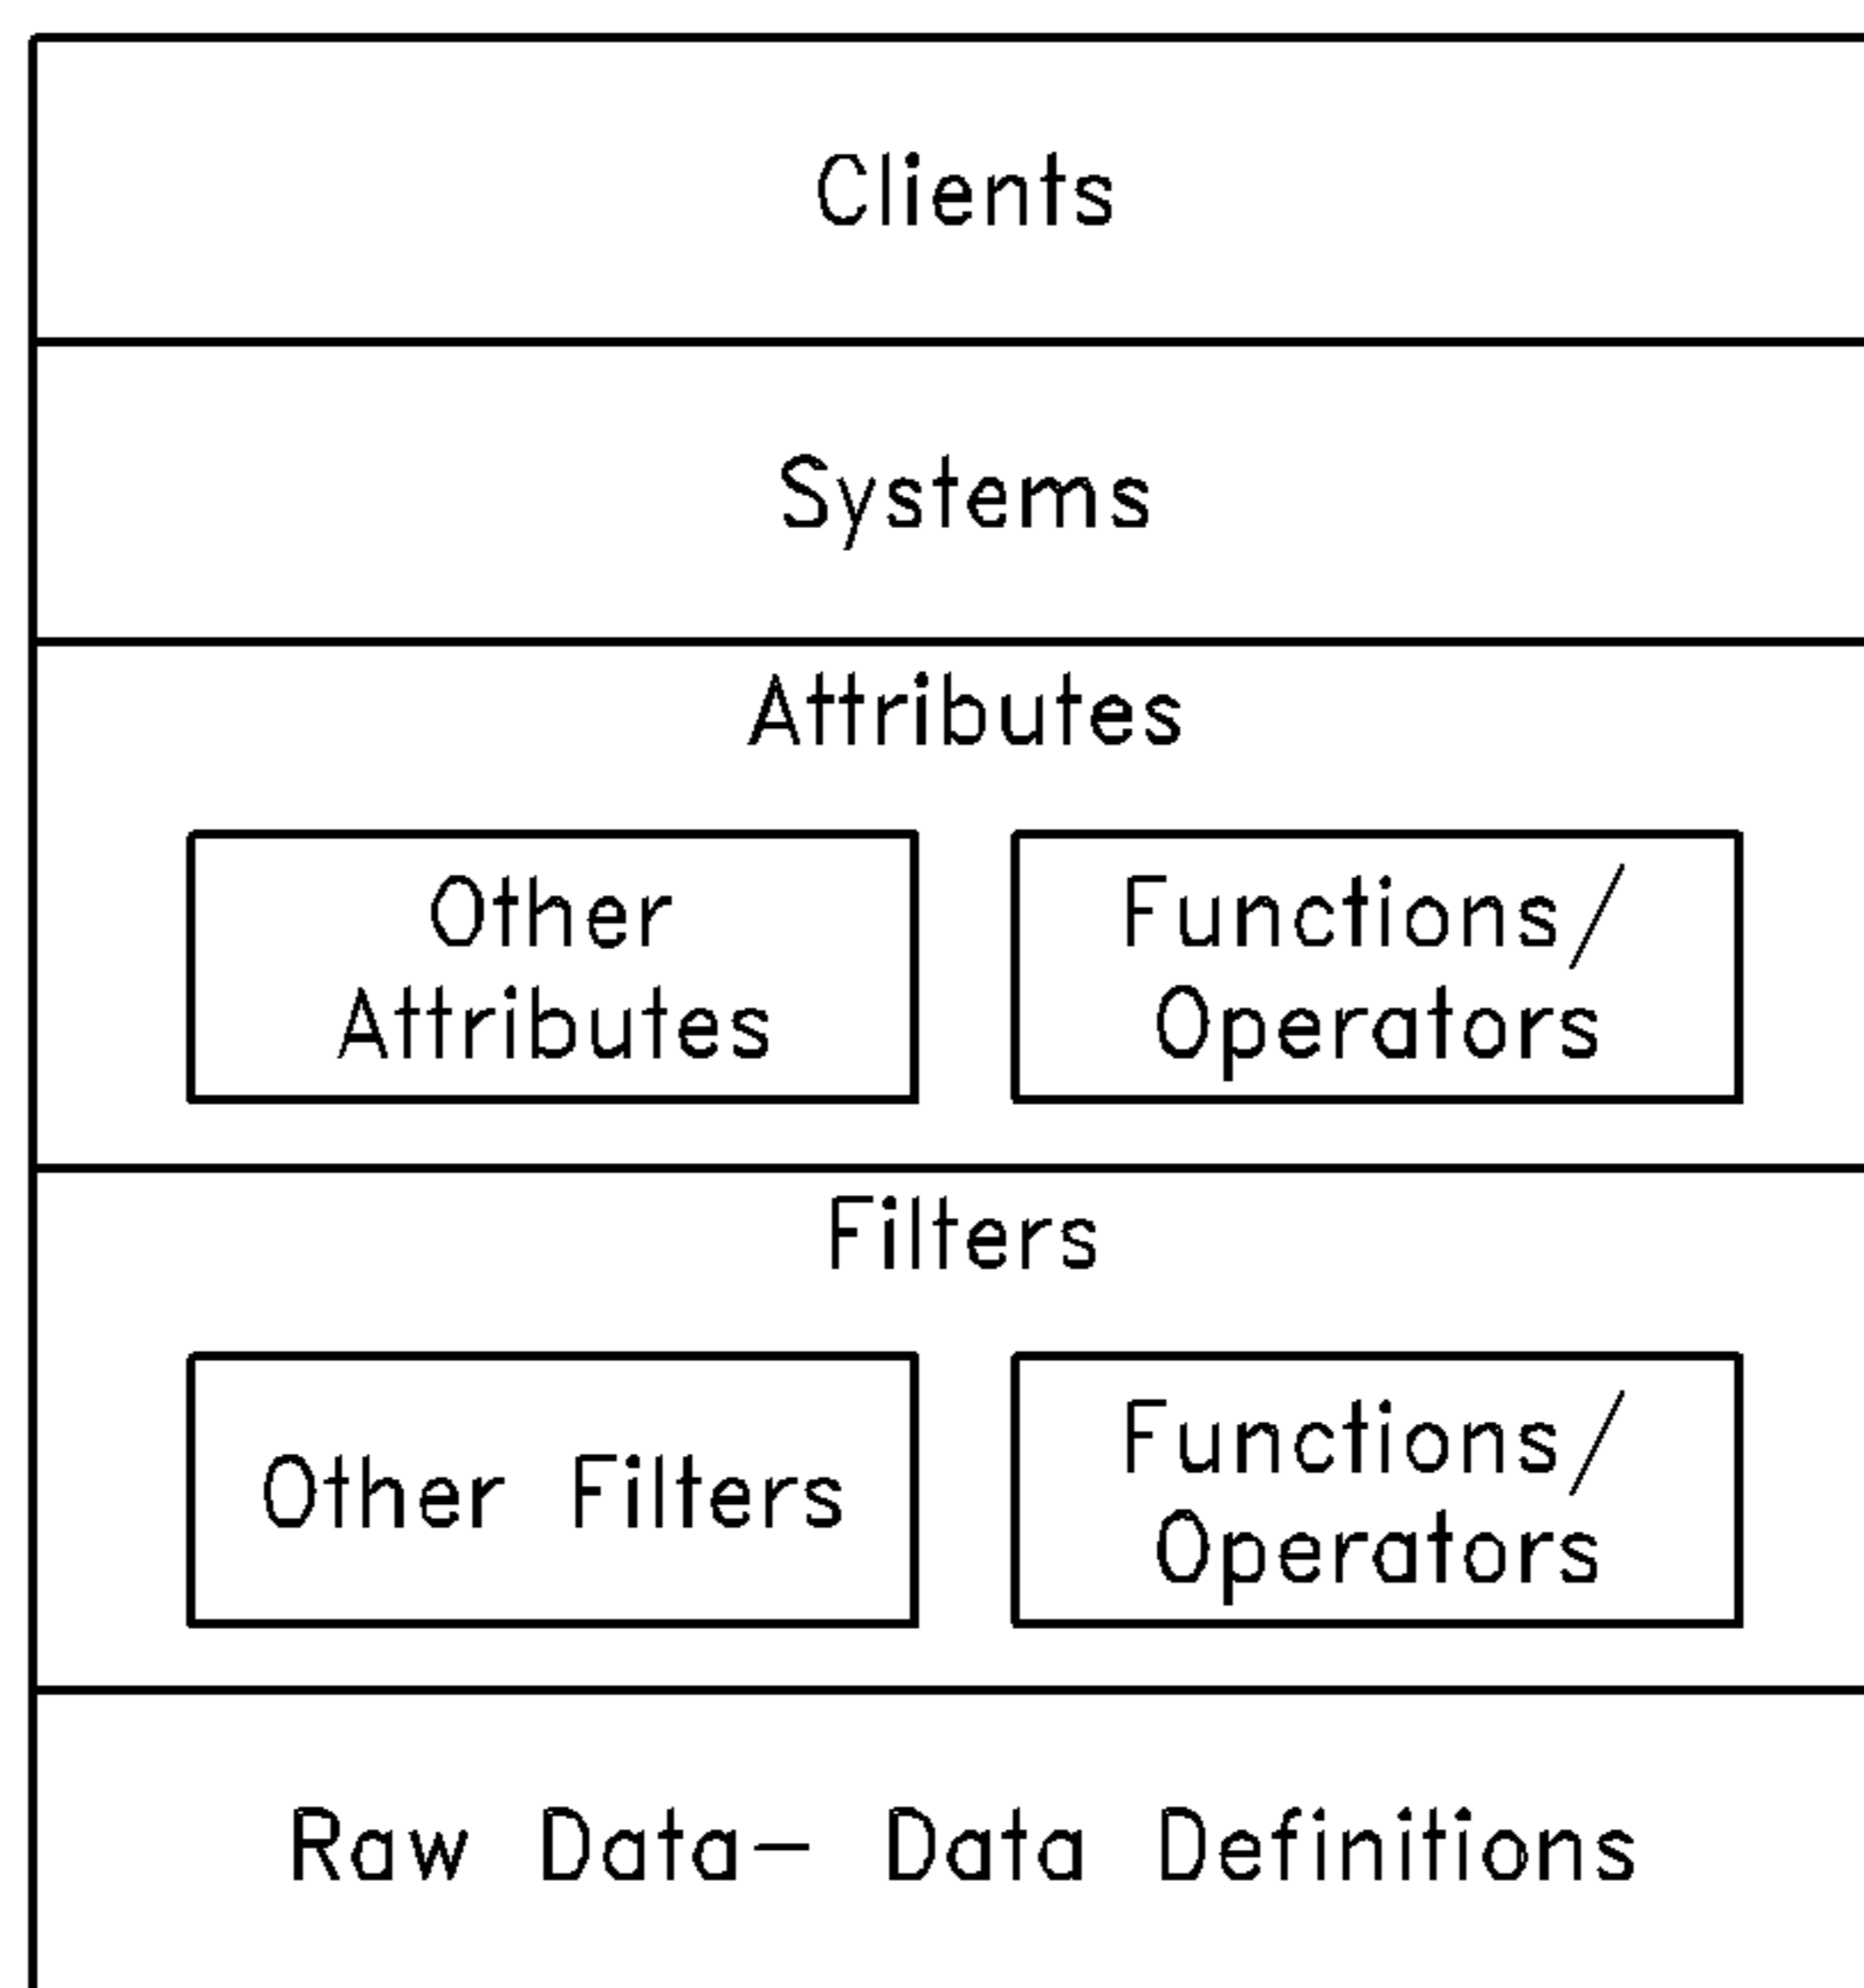 Clients
Systems
Attributes
Other
Attributes
Functions/
Operators
Filters
Other Filters
Functions/
Operators
Raw Data- Data Definitions